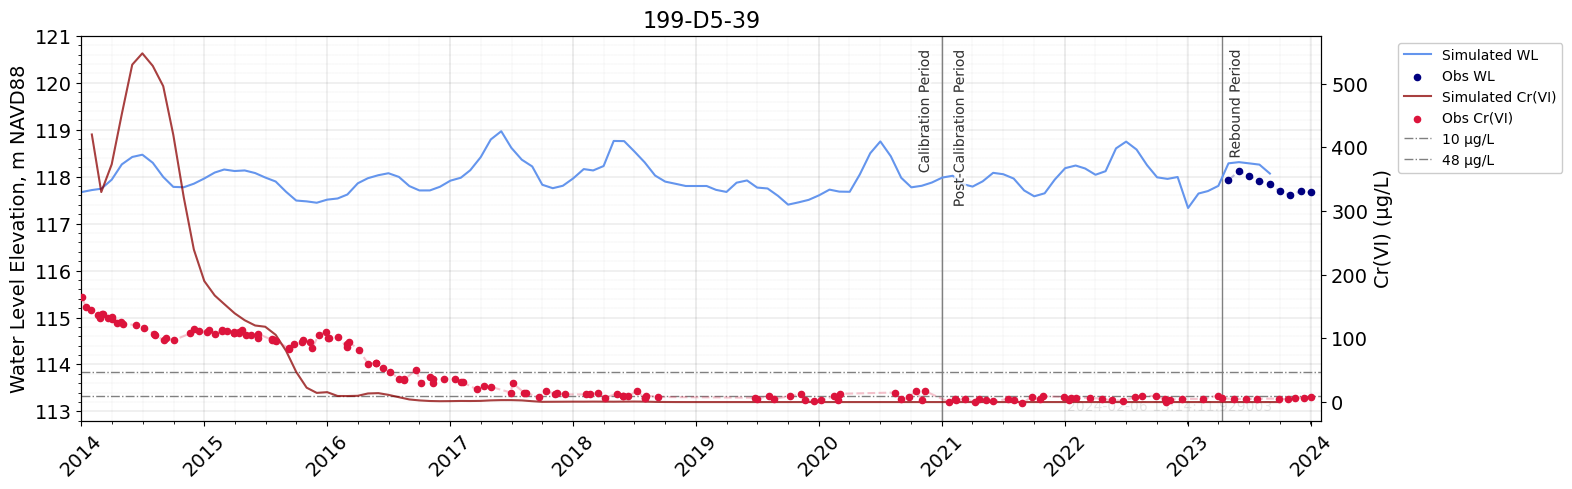 199-D5-39
Water Level Elevation, m NAVD88
121
120
119
118
117
116
115
114
113
2014
2015
2016
2017
2018
2019
2020
2021
2022
2023
2024
Calibration Period
Post-Calibration Period
Rebound Period
500
400
300
200
100
0
Cr(VI) (µg/L)
Simulated WL
Obs WL
Simulated Cr(VI)
Obs Cr(VI)
10 µg/L
48 µg/L